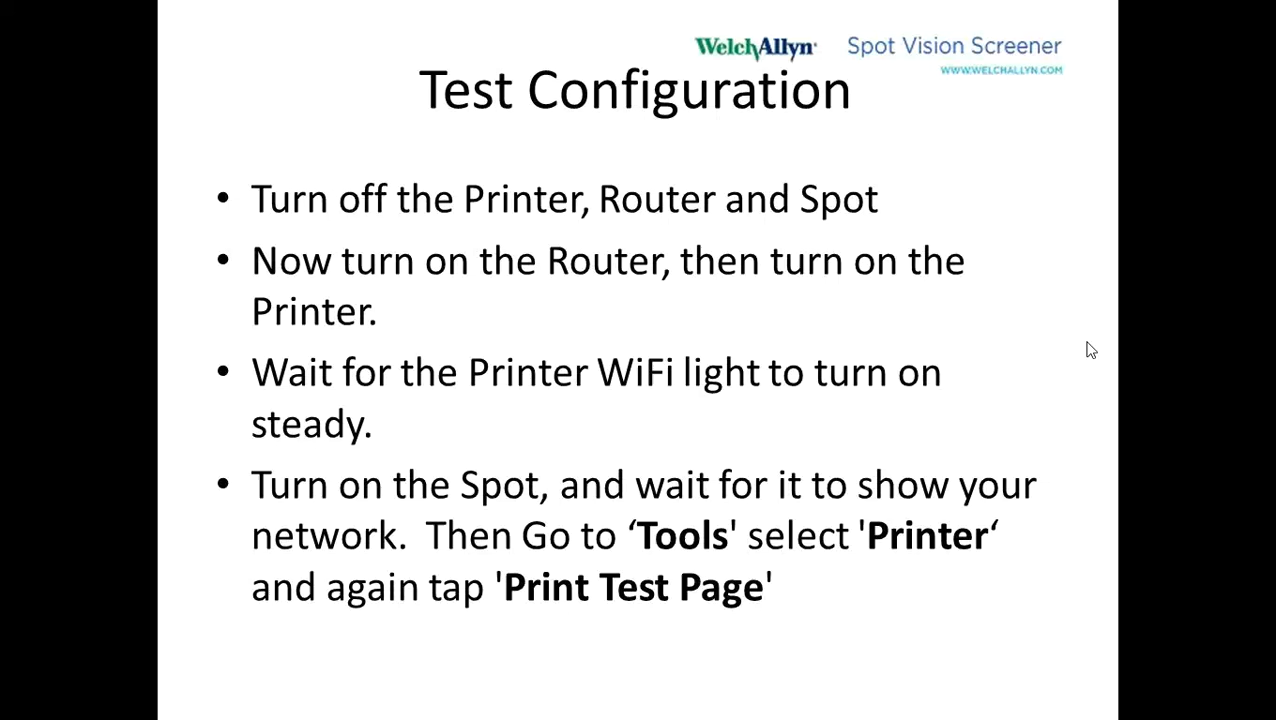 WelchAllyn® Spot Vision Screener
WWW.WELCHALLYN.COM
Test Configuration
• Turn off the Printer, Router and Spot
• Now turn on the Router, then turn on the
Printer.
• Wait for the Printer WiFi light to turn on
steady.
• Turn on the Spot, and wait for it to show your
network.  Then Go to ‘Tools' select 'Printer‘
and again tap 'Print Test Page'